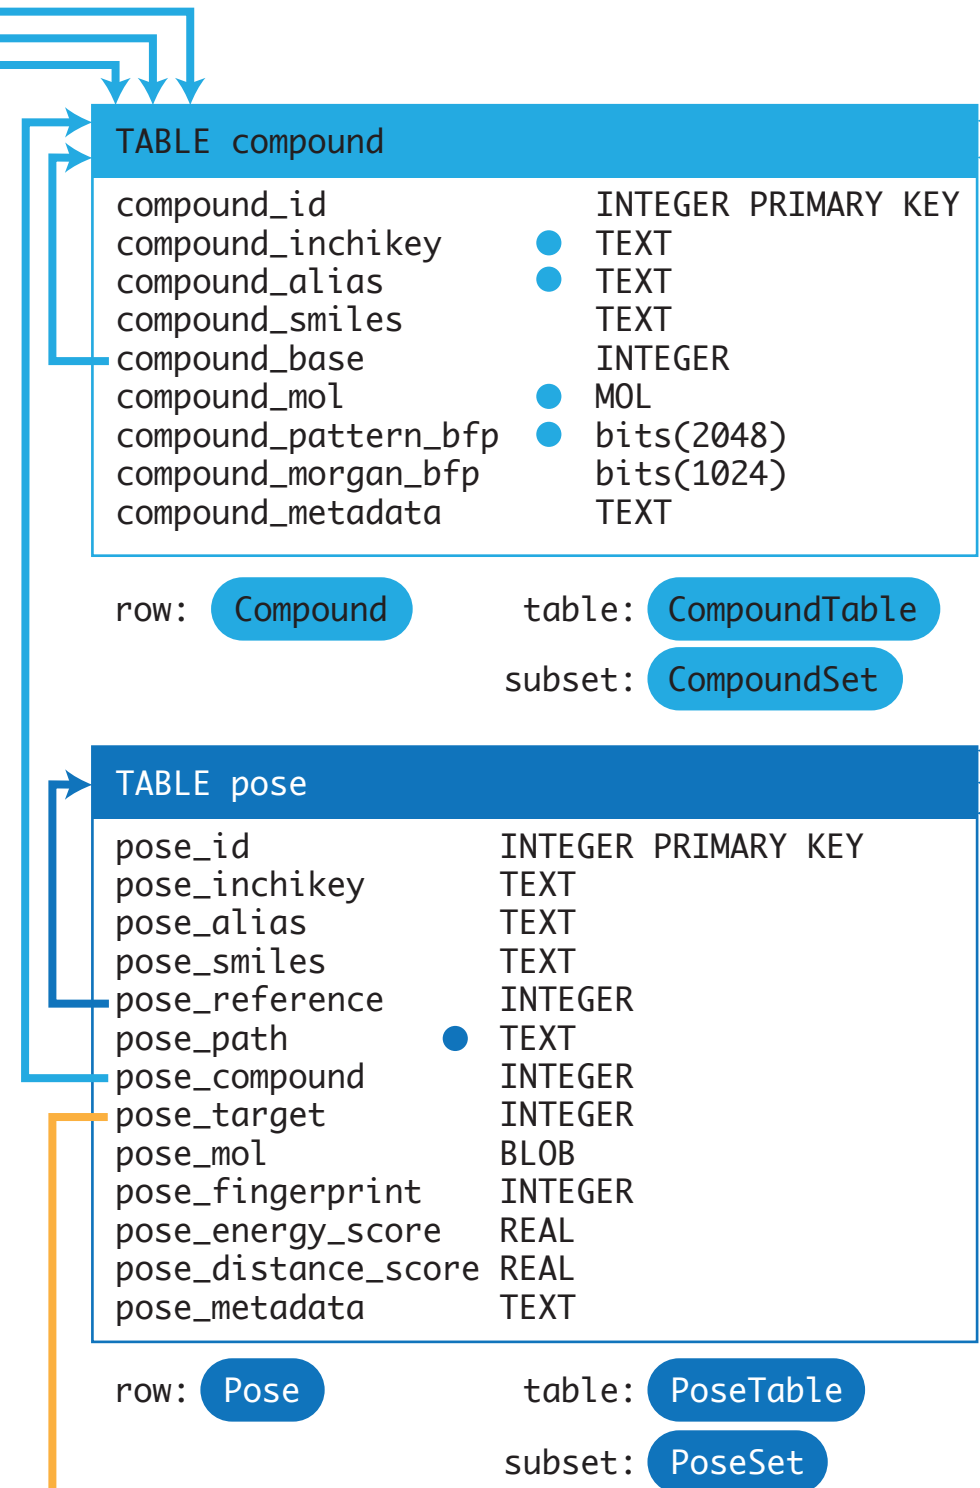 TABLE compound
compound_id INTEGER PRIMARY KEY
compound_inchikey TEXT
compound_alias TEXT
compound_smiles TEXT
compound_base INTEGER
compound_mol MOL
compound_pattern_bfp bits(2048)
compound_morgan_bfp bits(1024)
compound_metadata TEXT
row: Compound table: CompoundTable
subset: CompoundSet
TABLE pose
pose_id INTEGER PRIMARY KEY
pose_inchikey TEXT
pose_alias TEXT
pose_smiles TEXT
pose_reference INTEGER
pose_path TEXT
pose_compound INTEGER
pose_target INTEGER
pose_mol BLOB
pose_fingerprint INTEGER
pose_energy_score REAL
pose_distance_score REAL
pose_metadata TEXT
row: Pose table: PoseTable
subset: PoseSet